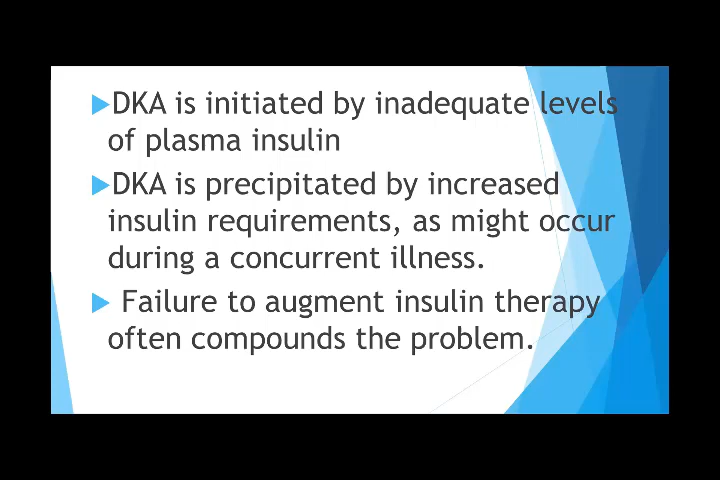 DKA is initiated by inadequate levels
of plasma insulin
DKA is precipitated by increased
insulin requirements, as might occur
during a concurrent illness.
Failure to augment insulin therapy
often compounds the problem.